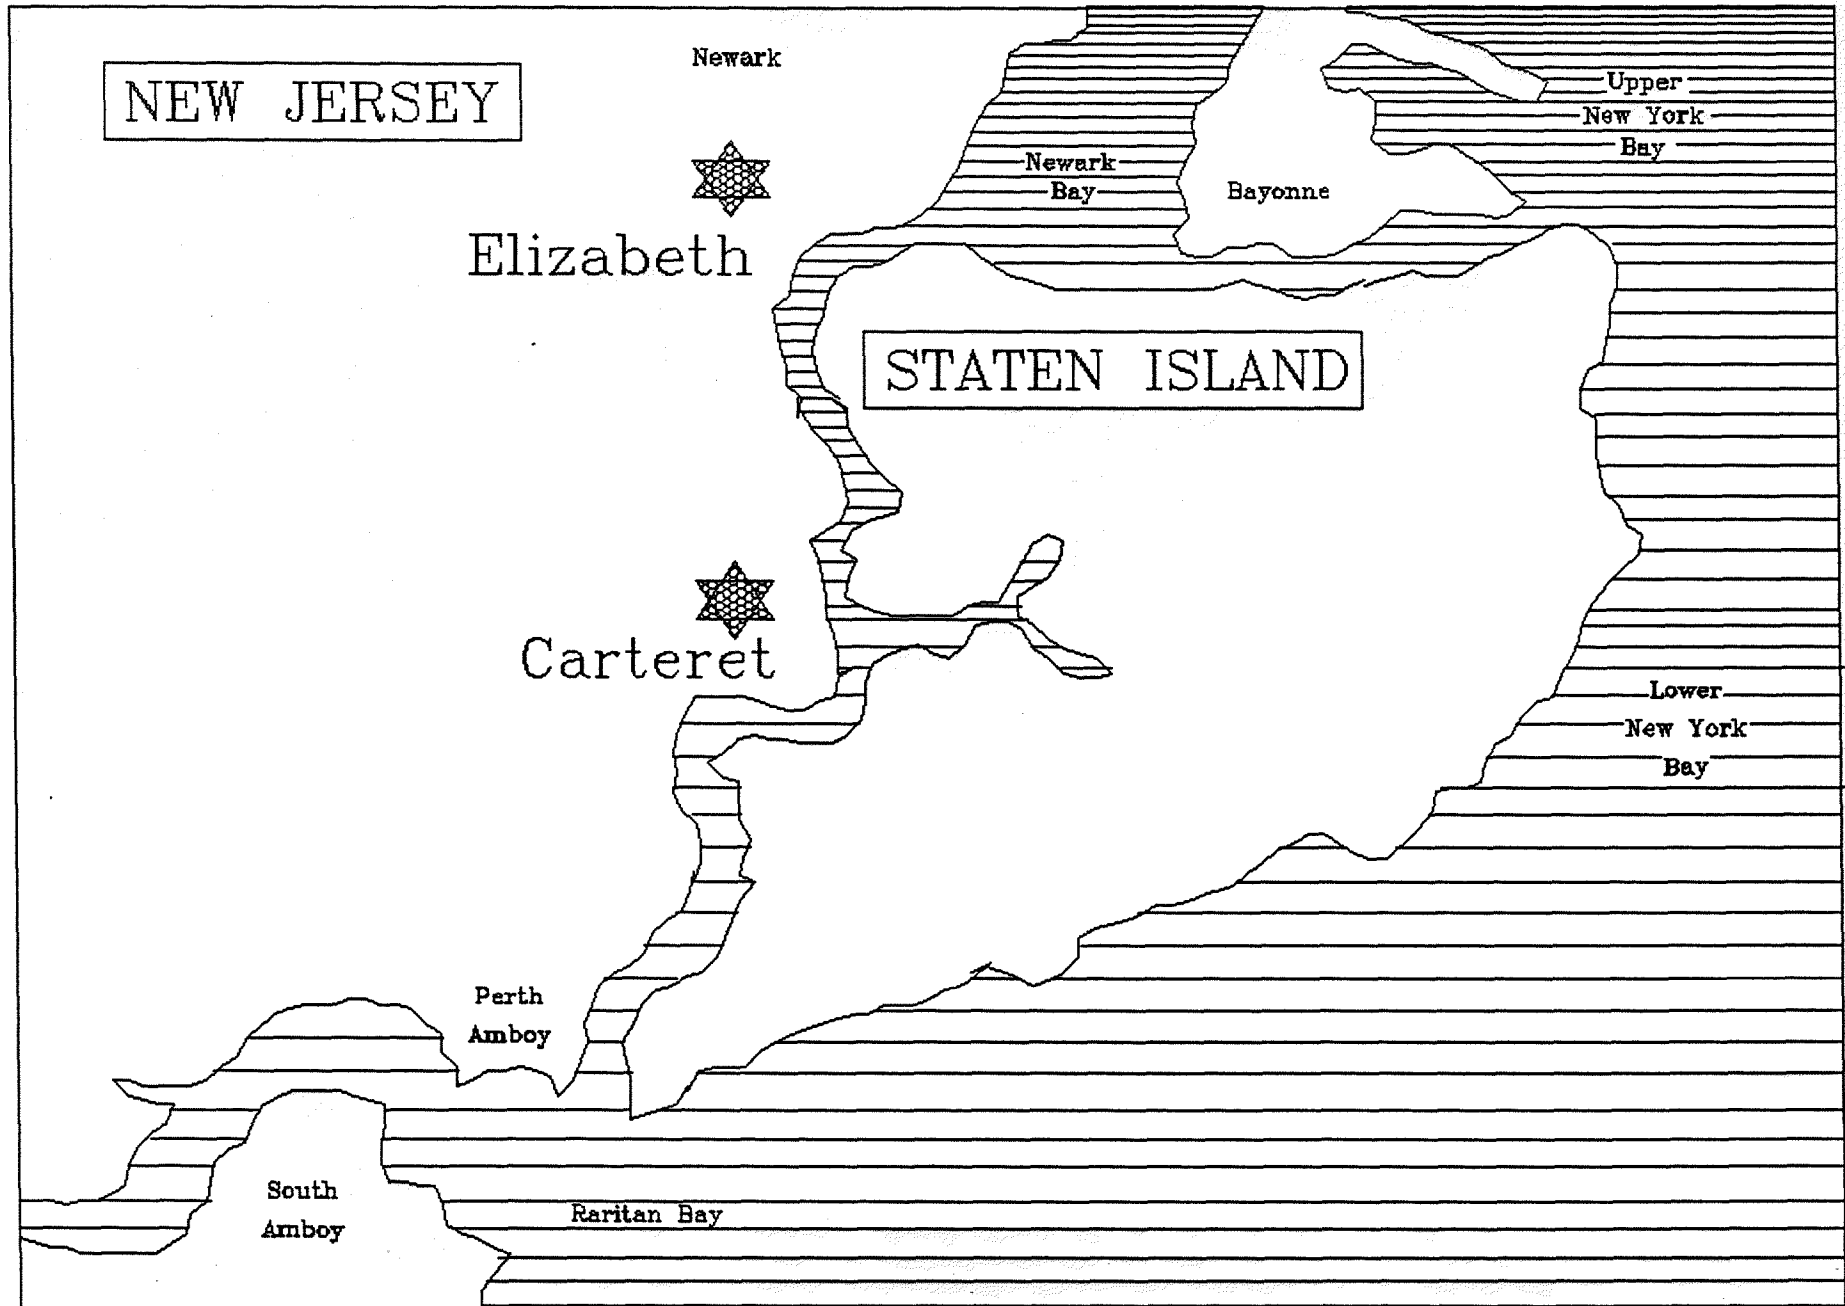 Newark
NEW JERSEY
Upper
New York
Bay
Newark
Bay
Bayonne
Elizabeth
STATEN ISLAND
Carteret
Lower
New York
Bay
Perth
Amboy
South
Amboy
Raritan Bay